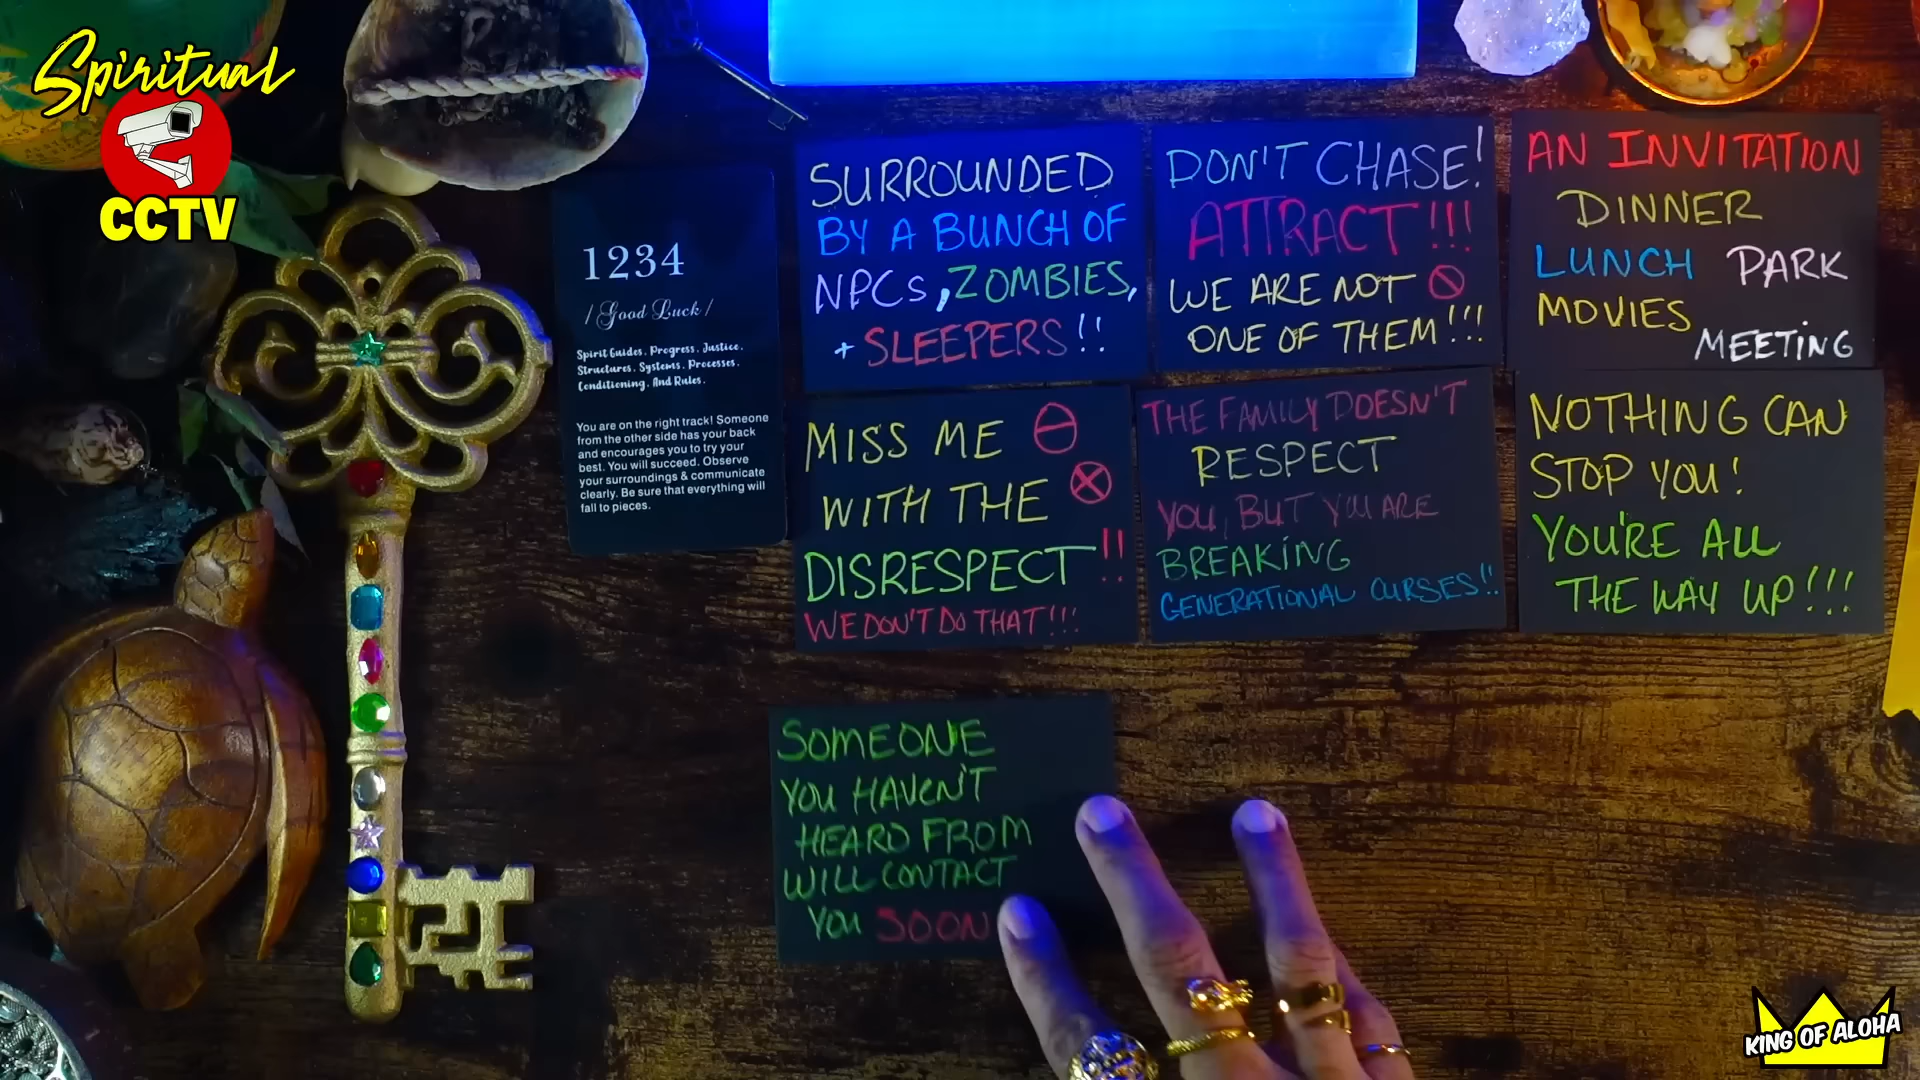 Spiritual
CCTV
1234
/Good Luck/
Spirit Guides. Progress. Justice.
Structures. Systems. Processes.
Conditioning. And Rules.
You are on the right track! Someone
from the other side has your back
and encourages you to try your
best. You will succeed. Observe
your surroundings & communicate
clearly. Be sure that everything will
fall to pieces.
SURROUNDED
BY A BUNCH OF
NPCs, ZOMBIES,
+ SLEEPERS!!
DON'T CHASE!
ATTRACT!!!
WE ARE NOT
ONE OF THEM!!!
AN INVITATION
DINNER
LUNCH PARK
MOVIES
MEETING
MISS ME
WITH THE
DISRESPECT!!
WE DON'T DO THAT!!!
THE FAMILY DOESN'T
RESPECT
YOU, BUT YOU ARE
BREAKING
GENERATIONAL CURSES!!
NOTHING CAN
STOP YOU!
YOU'RE ALL
THE WAY UP!!!
SOMEONE
YOU HAVEN'T
HEARD FROM
WILL CONTACT
YOU SOON
KING OF ALOHA